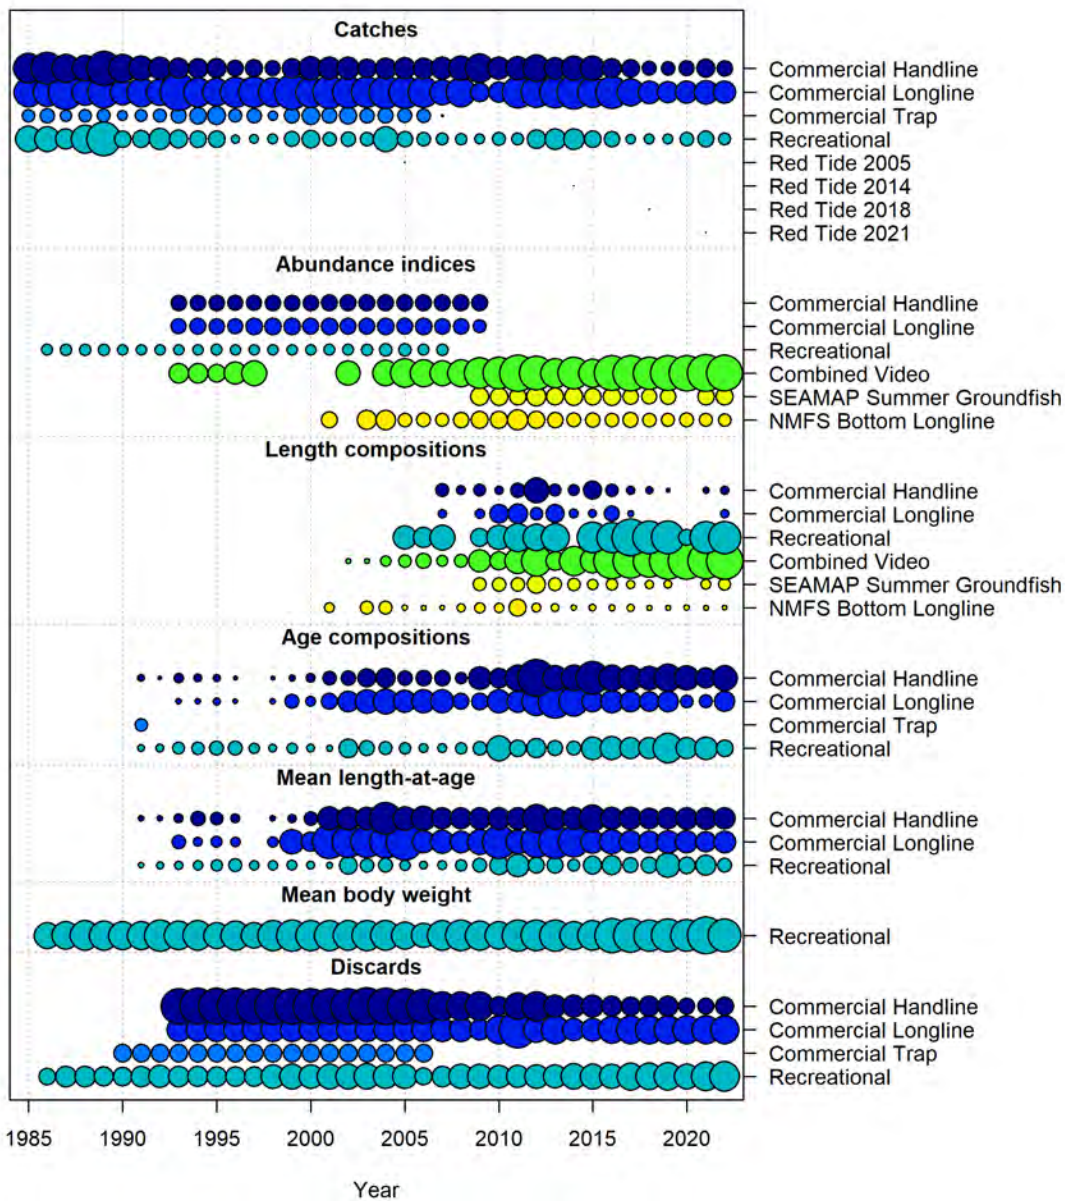 Catches
Commercial Handline
Commercial Longline
Commercial Trap
Recreational
Red Tide 2005
Red Tide 2014
Red Tide 2018
Red Tide 2021
Abundance indices
Commercial Handline
Commercial Longline
Recreational
Combined Video
SEAMAP Summer Groundfish
NMFS Bottom Longline
Length compositions
Commercial Handline
Commercial Longline
Recreational
Combined Video
SEAMAP Summer Groundfish
NMFS Bottom Longline
Age compositions
Commercial Handline
Commercial Longline
Commercial Trap
Recreational
Mean length-at-age
Commercial Handline
Commercial Longline
Recreational
Mean body weight
Recreational
Discards
Commercial Handline
Commercial Longline
Commercial Trap
Recreational
1985 1990 1995 2000 2005 2010 2015 2020
Year